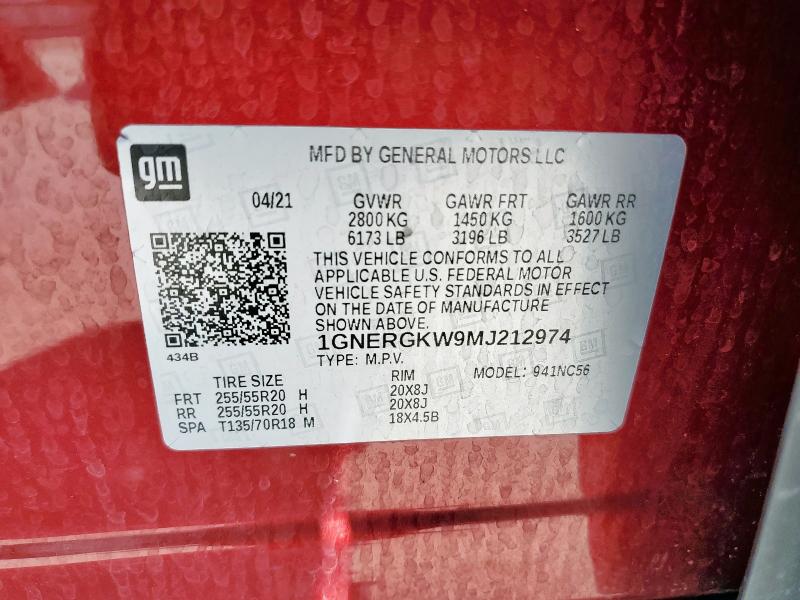 gm
MFD BY GENERAL MOTORS LLC
04/21 GVWR GAWR FRT GAWR RR
2800 KG 1450 KG 1600 KG
6173 LB 3196 LB 3527 LB
THIS VEHICLE CONFORMS TO ALL
APPLICABLE U.S. FEDERAL MOTOR
VEHICLE SAFETY STANDARDS IN EFFECT
ON THE DATE OF MANUFACTURE
SHOWN ABOVE.
1GNERGKW9MJ212974
434B
TYPE: M.P.V.
MODEL: 941NC56
TIRE SIZE RIM
FRT 255/55R20 H 20X8J
RR 255/55R20 H 20X8J
SPA T135/70R18 M 18X4.5B